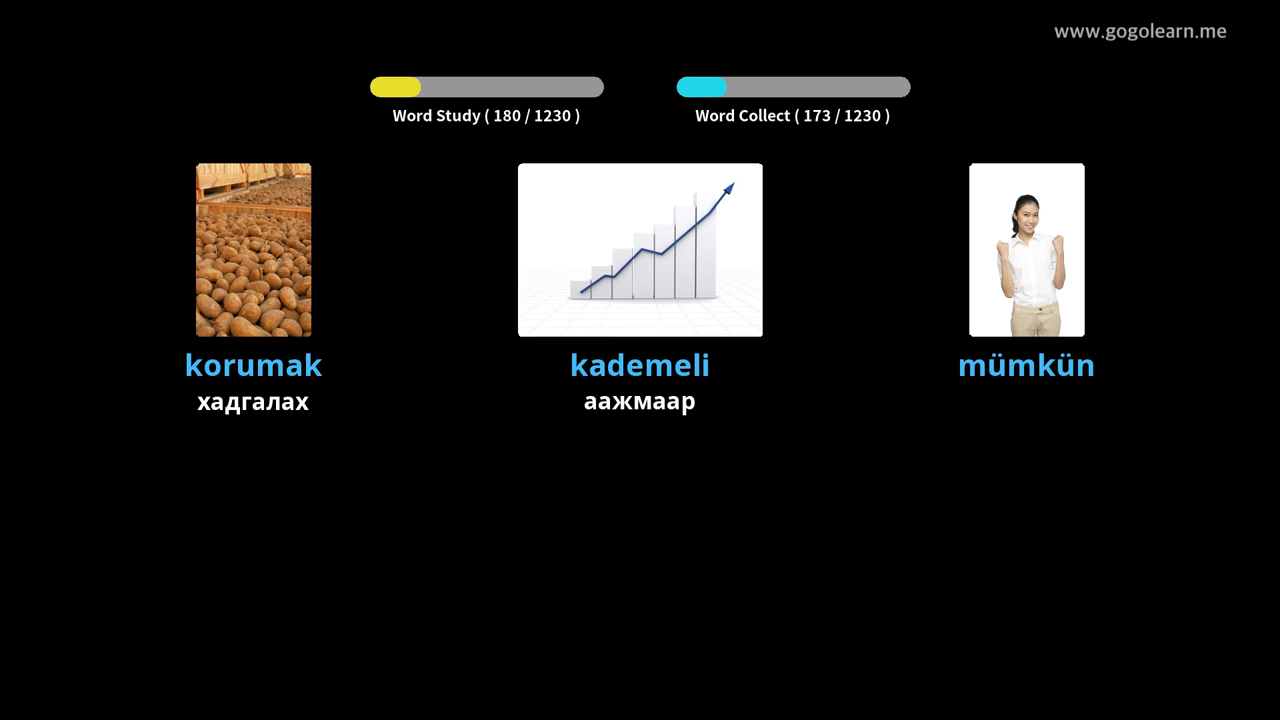 www.gogolearn.me
Word Study ( 180 / 1230 )
Word Collect ( 173 / 1230 )
korumak
хадгалах
kademeli
аажмаар
mümkün